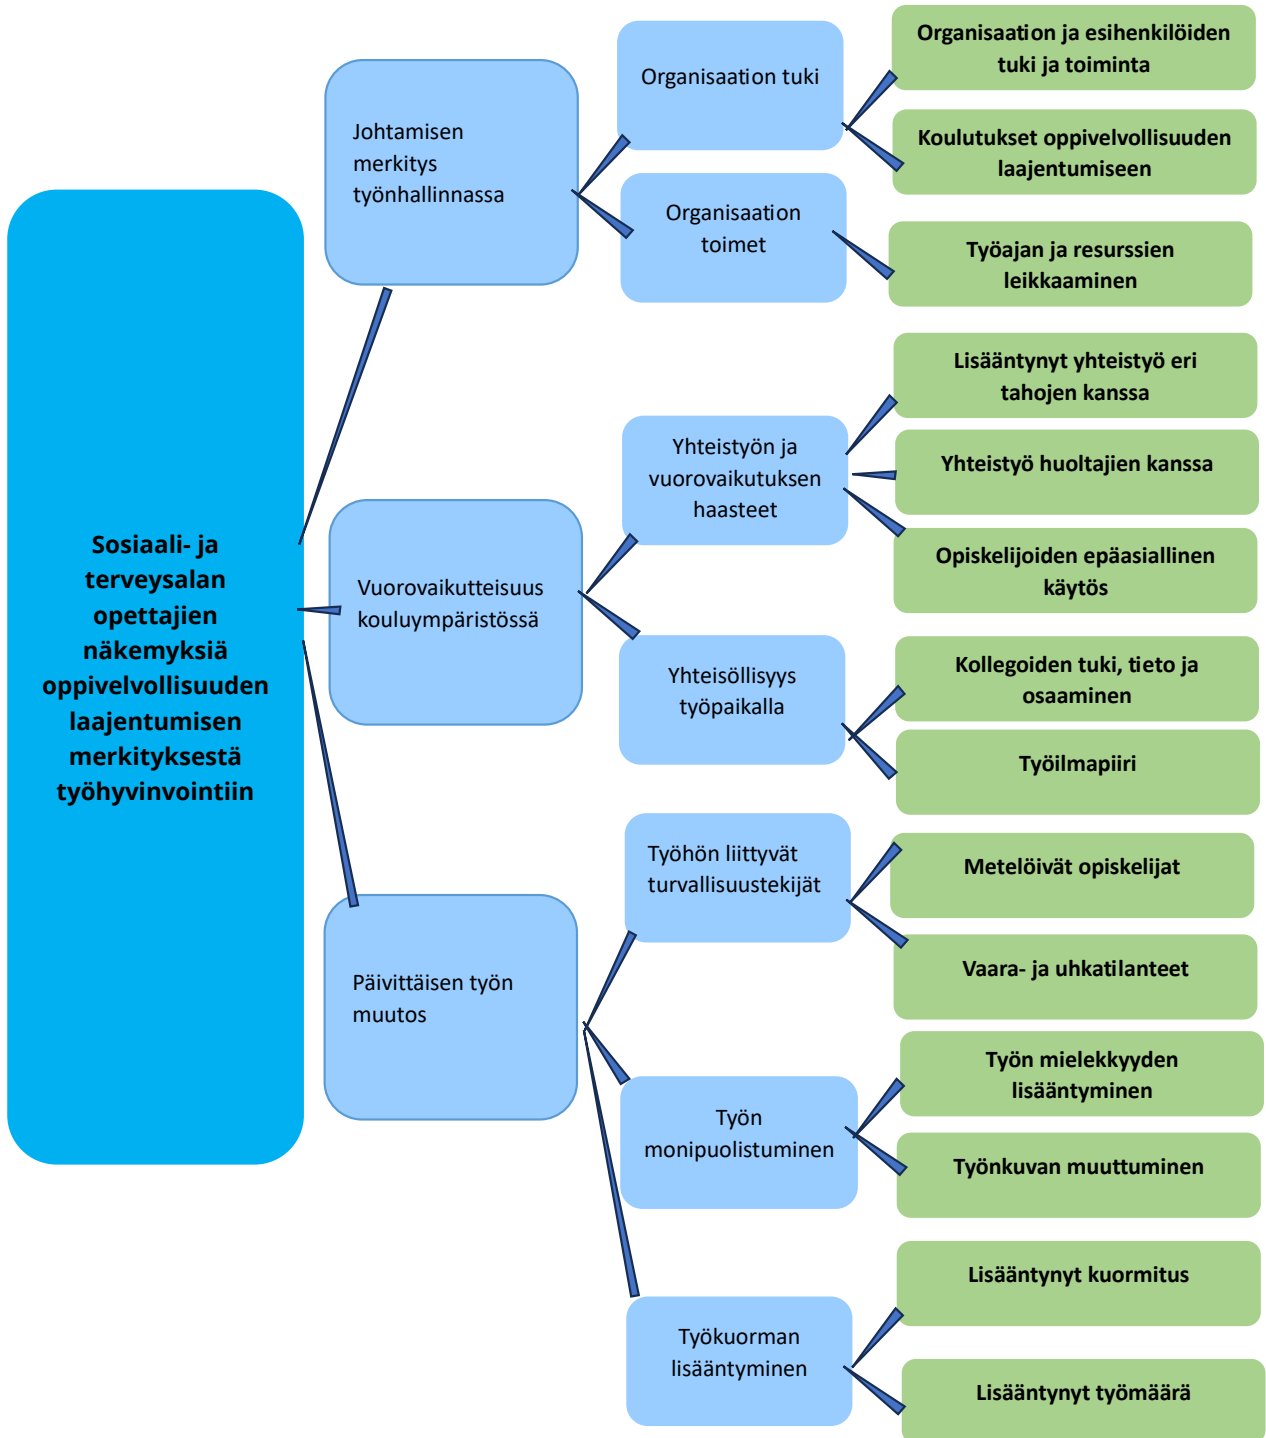 Sosiaali- ja
terveysalan
opettajien
näkemyksiä
oppivelvollisuuden
laajentumisen
merkityksestä
työhyvinvointiin
Johtamisen
merkitys
työnhallinnassa
Organisaation tuki
Organisaation ja esihenkilöiden
tuki ja toiminta
Koulutukset oppivelvollisuuden
laajentumiseen
Organisaation
toimet
Työajan ja resurssien
leikkaaminen
Vuorovaikutteisuus
kouluympäristössä
Yhteistyön ja
vuorovaikutuksen
haasteet
Lisääntynyt yhteistyö eri
tahojen kanssa
Yhteistyö huoltajien kanssa
Opiskelijoiden epäasiallinen
käytös
Yhteisöllisyys
työpaikalla
Kollegoiden tuki, tieto ja
osaaminen
Työilmapiiri
Päivittäisen työn
muutos
Työhön liittyvät
turvallisuustekijät
Metelöivät opiskelijat
Vaara- ja uhkatilanteet
Työn
monipuolistuminen
Työn mielekkyyden
lisääntyminen
Työnkuvan muuttuminen
Työkuorman
lisääntyminen
Lisääntynyt kuormitus
Lisääntynyt työmäärä